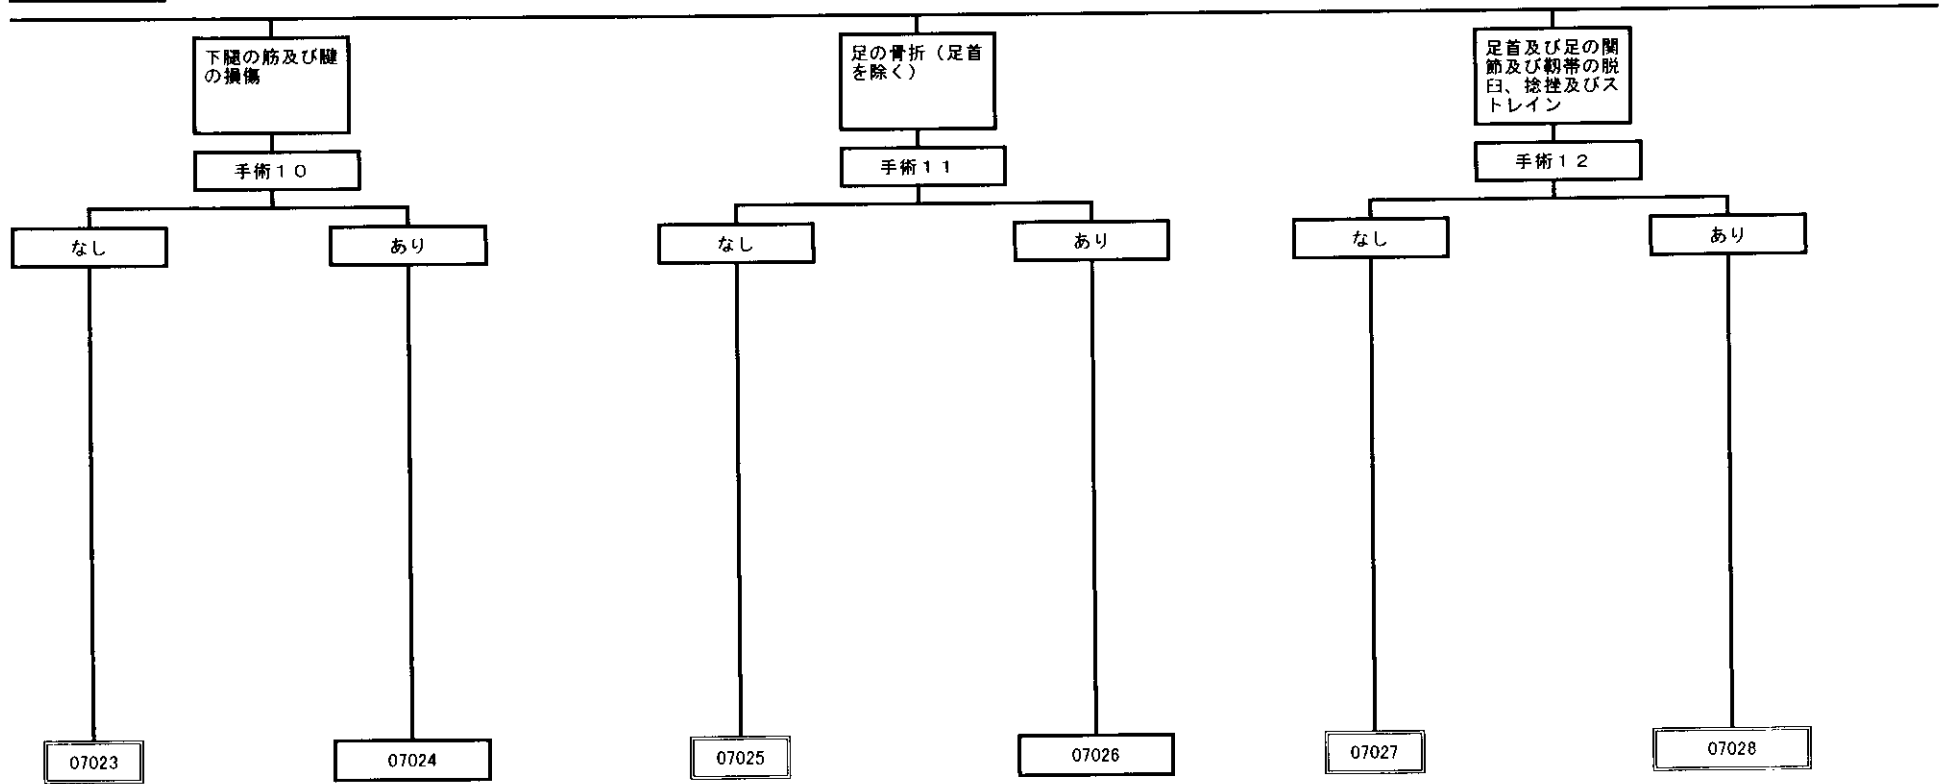 下腿の筋及び腱
の損傷
手術10
なし
あり
07023
07024
足の骨折（足首
を除く）
手術11
なし
あり
07025
07026
足首及び足の関
節及び靱帯の脱
臼、捻挫及びス
トレイン
手術12
なし
あり
07027
07028